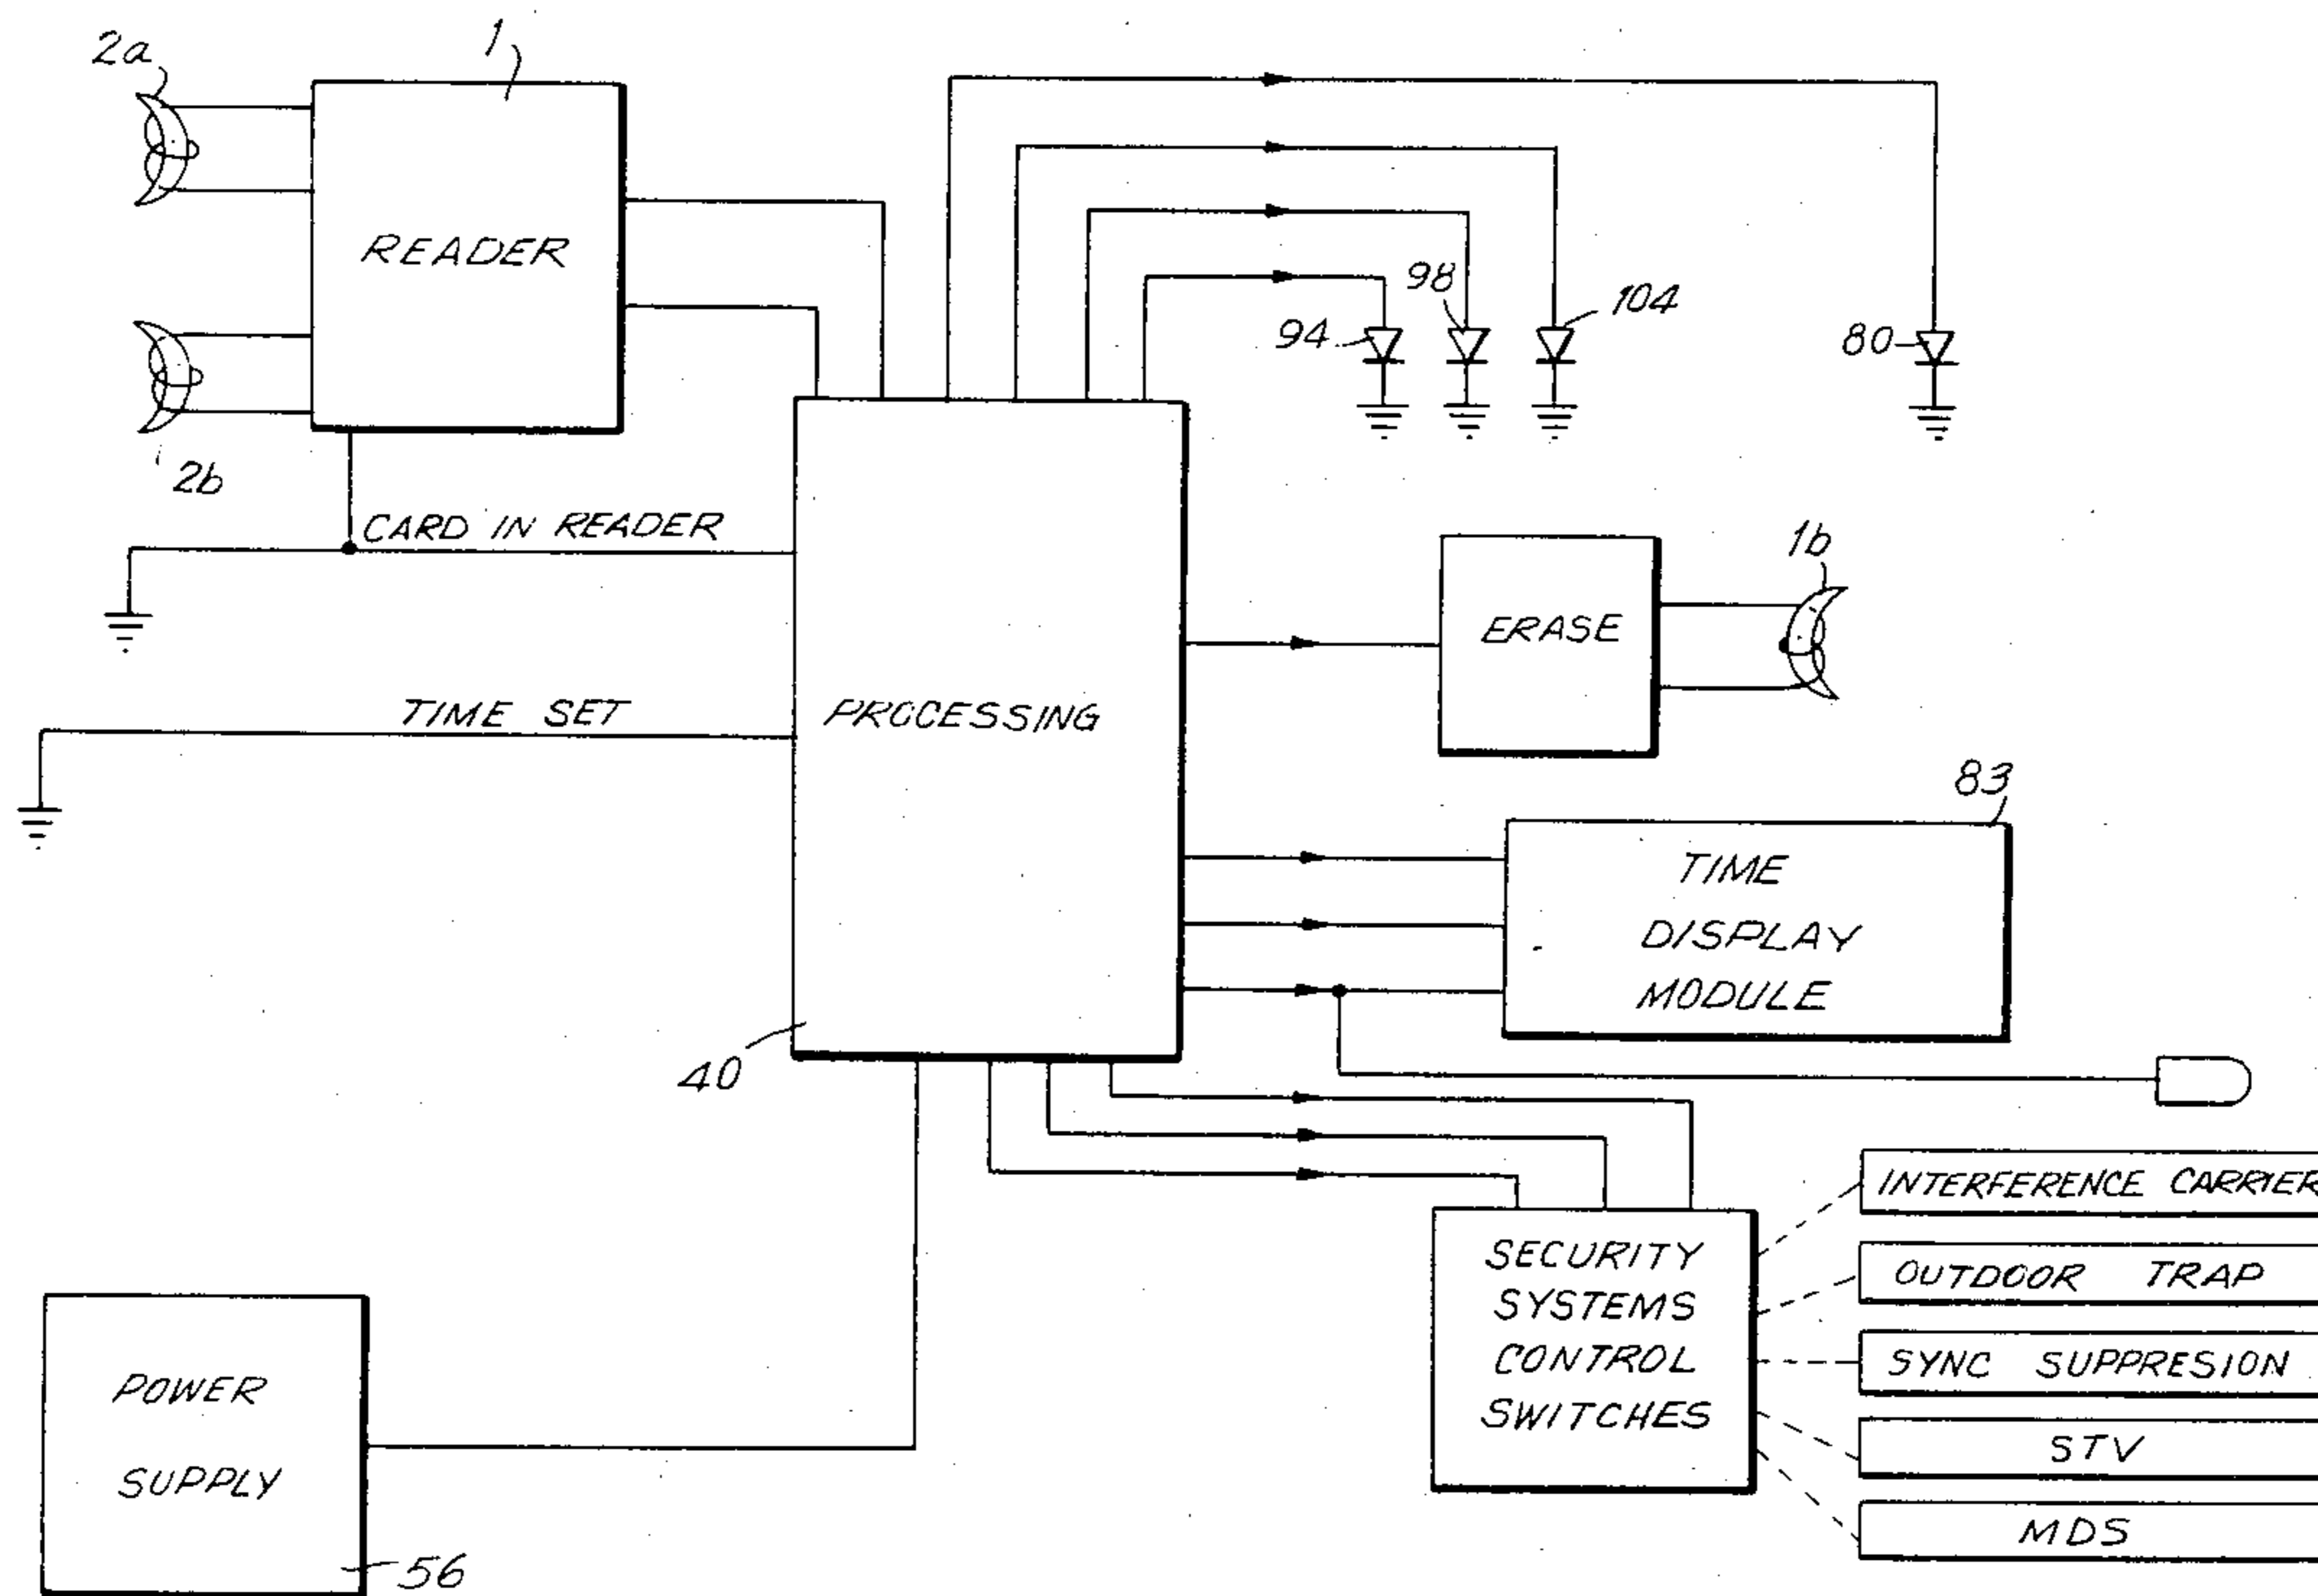 2a
1
READER
2b
98
104
94
80
CARD IN READER
1b
ERASE
TIME SET
PROCESSING
83
TIME
DISPLAY
MODULE
40
INTERFERENCE CARRIER
SECURITY
SYSTEMS
CONTROL
SWITCHES
OUTDOOR TRAP
SYNC SUPPRESION
STV
MDS
POWER
SUPPLY
56